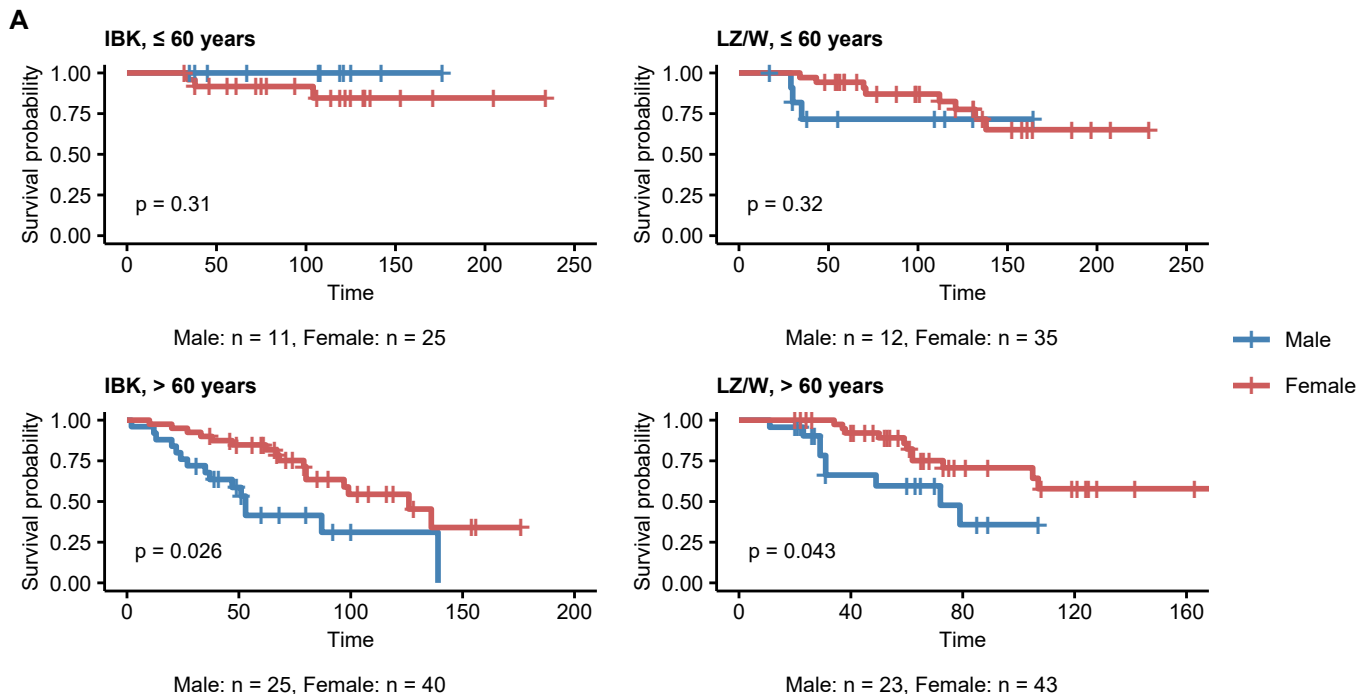 A
IBK, ≤ 60 years
Survival probability
1.00
0.75
0.50
0.25
0.00
p = 0.31
0 50 100 150 200 250
Time
Male: n = 11, Female: n = 25
LZ/W, ≤ 60 years
Survival probability
1.00
0.75
0.50
0.25
0.00
p = 0.32
0 50 100 150 200 250
Time
Male: n = 12, Female: n = 35
Male
Female
IBK, > 60 years
Survival probability
1.00
0.75
0.50
0.25
0.00
p = 0.026
0 50 100 150 200
Time
Male: n = 25, Female: n = 40
LZ/W, > 60 years
Survival probability
1.00
0.75
0.50
0.25
0.00
p = 0.043
0 40 80 120 160
Time
Male: n = 23, Female: n = 43